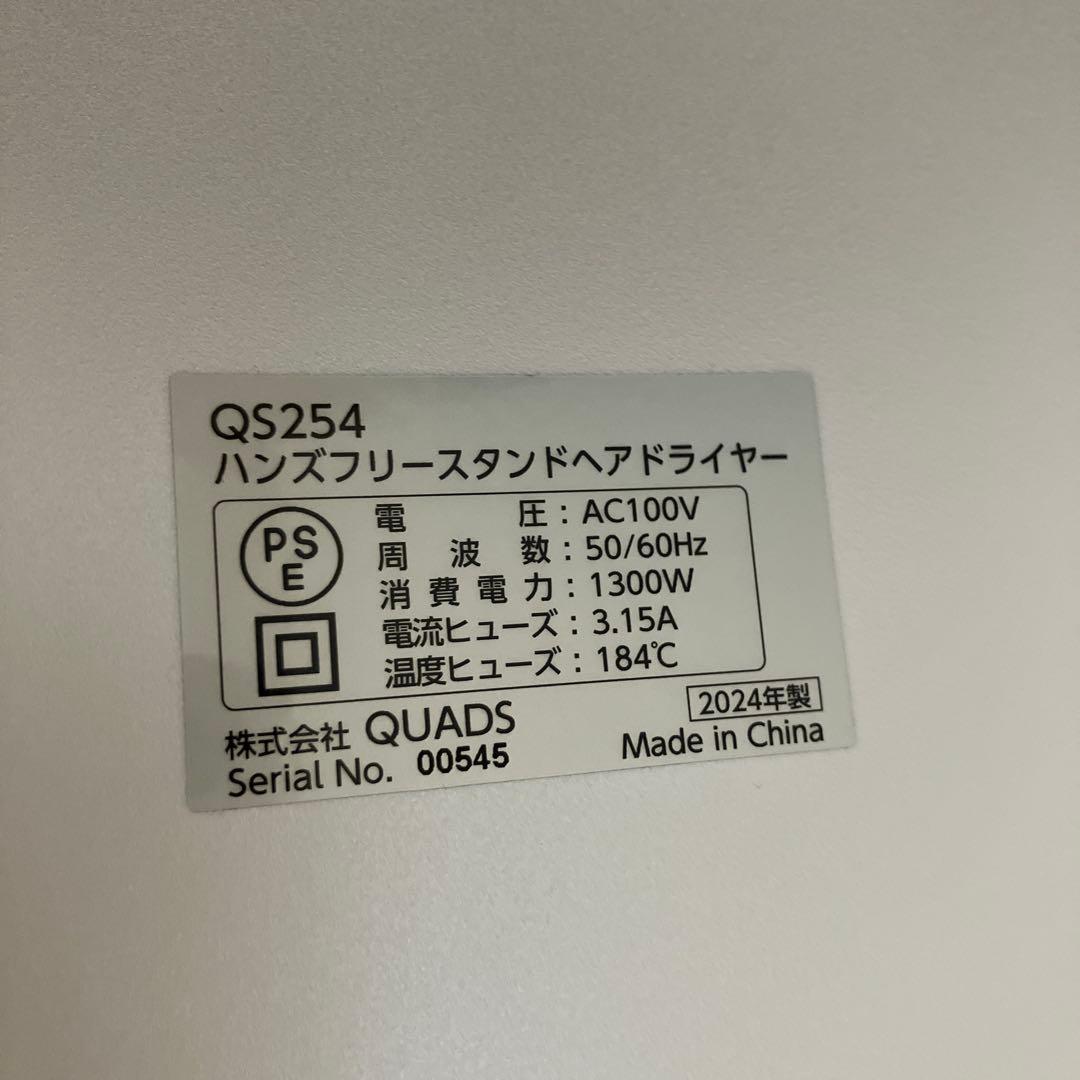 QS254
ハンズフリースタンドヘアドライヤー
PSE
電圧：AC100V
周波数：50/60Hz
消費電力：1300W
電流ヒューズ：3.15A
温度ヒューズ：184℃
2024年製
株式会社 QUADS
Made in China
Serial No. 00545